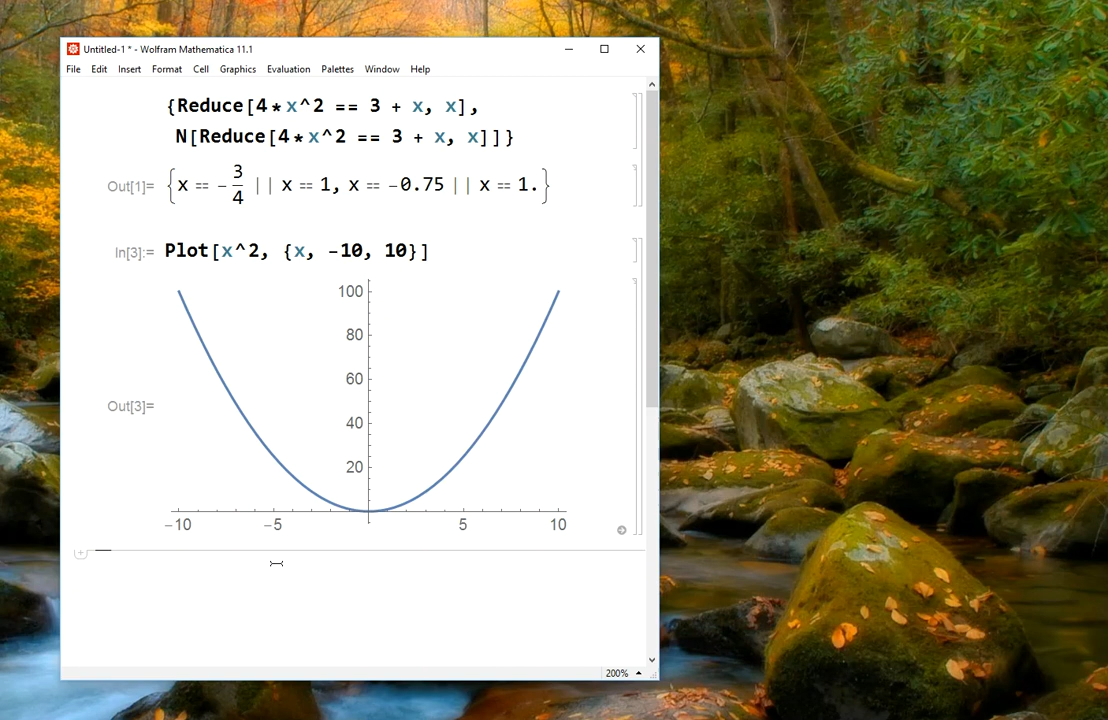 Untitled-1 * - Wolfram Mathematica 11.1
File Edit Insert Format Cell Graphics Evaluation Palettes Window Help
{Reduce[4*x^2 == 3 + x, x],
N[Reduce[4*x^2 == 3 + x, x]]}
Out[1]= {x == -3/4 || x == 1, x == -0.75 || x == 1.}
In[3]:= Plot[x^2, {x, -10, 10}]
100
80
60
Out[3]=
40
20
-10 -5 5 10
200%